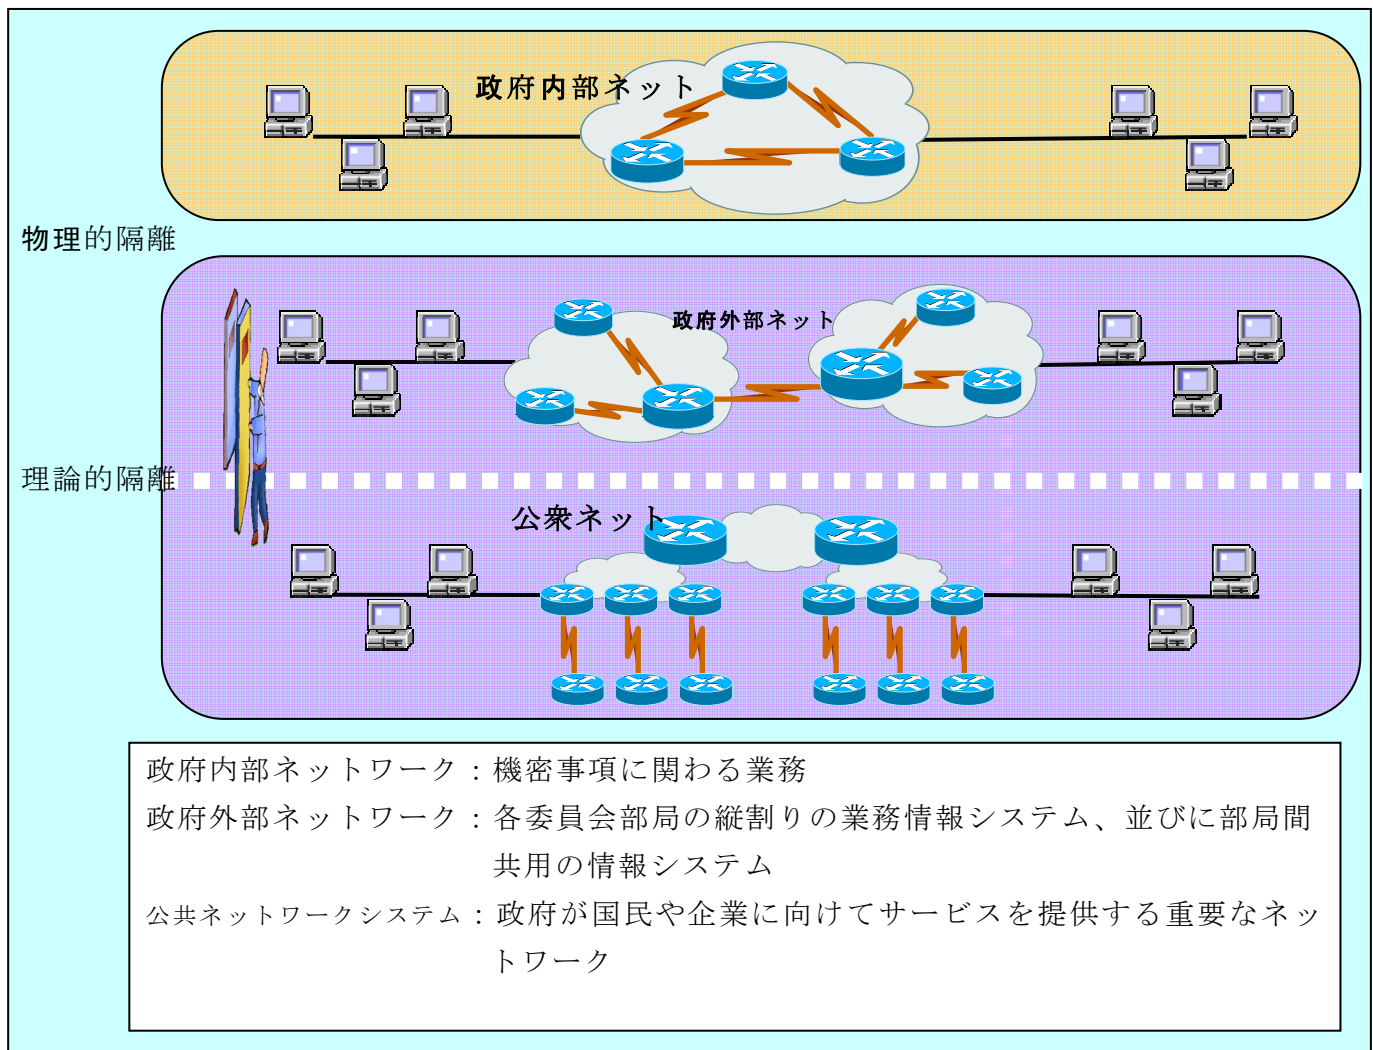 政府内部ネット
物理的隔離
政府外部ネット
理論的隔離
公衆ネット
政府内部ネットワーク：機密事項に関わる業務
政府外部ネットワーク：各委員会部局の縦割りの業務情報システム、並びに部局間
共用の情報システム
公共ネットワークシステム：政府が国民や企業に向けてサービスを提供する重要なネッ
トワーク